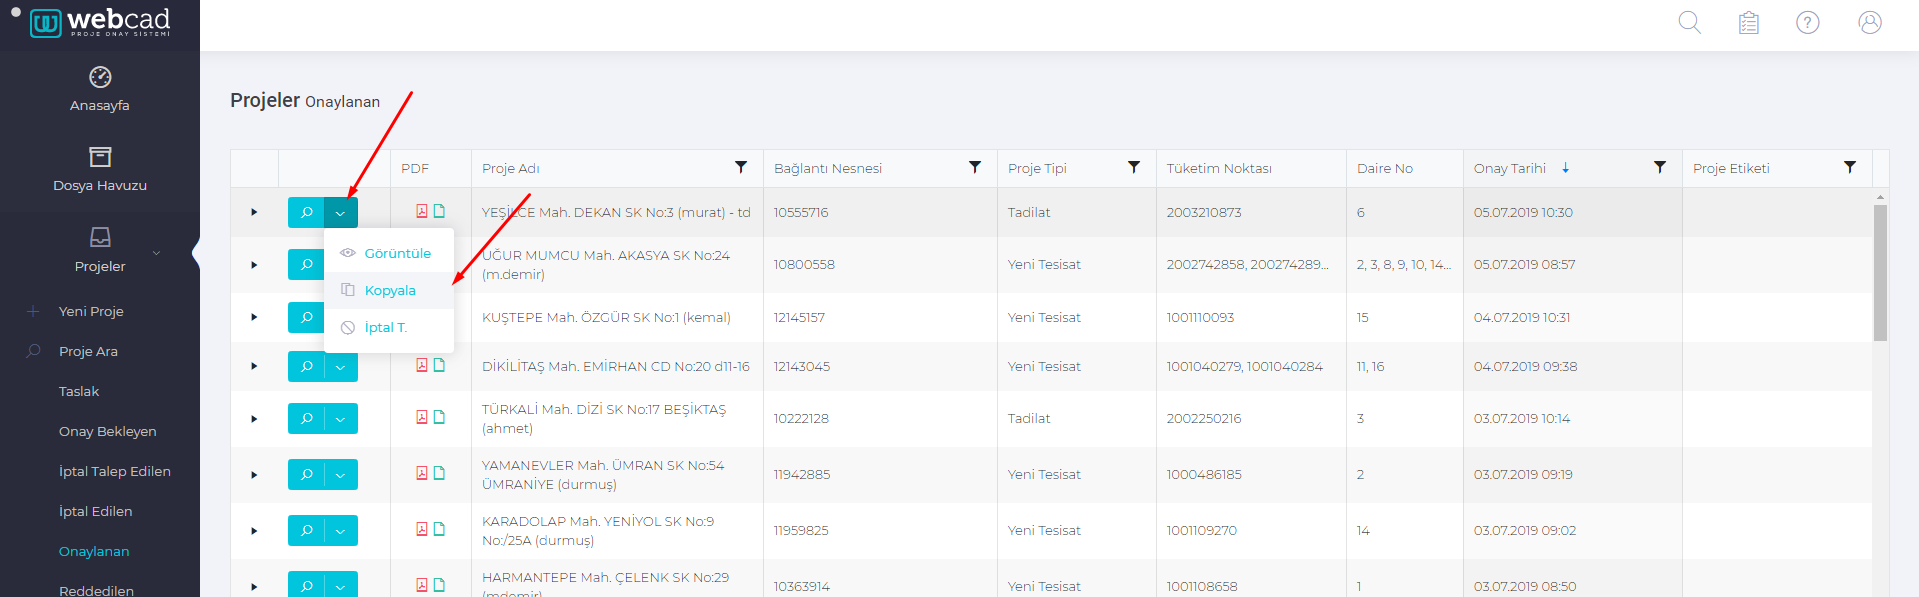 webcad
PROJE ONAY SİSTEMİ
Anasayfa
Dosya Havuzu
Projeler
Yeni Proje
Proje Ara
Taslak
Onay Bekleyen
İptal Talep Edilen
İptal Edilen
Onaylanan
Reddedilen
Projeler Onaylanan
PDF Proje Adı Bağlantı Nesnesi Proje Tipi Tüketim Noktası Daire No Onay Tarihi Proje Etiketi
YEŞİLCE Mah. DEKAN SK No:3 (murat) - td 10555716 Tadilat 2003210873 6 05.07.2019 10:30
Görüntüle
Kopyala
İptal T.
UĞUR MUMCU Mah. AKASYA SK No:24
(m.demir) 10800558 Yeni Tesisat 2002742858, 200274289... 2, 3, 8, 9, 10, 14... 05.07.2019 08:57
KUŞTEPE Mah. ÖZGÜR SK No:1 (kemal) 12145157 Yeni Tesisat 1001110093 15 04.07.2019 10:31
DİKİLİTAŞ Mah. EMİRHAN CD No:20 d11-16 12143045 Yeni Tesisat 1001040279, 1001040284 11, 16 04.07.2019 09:38
TÜRKALİ Mah. DİZİ SK No:17 BEŞİKTAŞ
(ahmet) 10222128 Tadilat 2002250216 3 03.07.2019 10:14
YAMANEVLER Mah. ÜMRAN SK No:54
ÜMRANİYE (durmuş) 11942885 Yeni Tesisat 1000486185 2 03.07.2019 09:19
KARADOLAP Mah. YENİYOL SK No:9
No:/25A (durmuş) 11959825 Yeni Tesisat 1001109270 14 03.07.2019 09:02
HARMANTEPE Mah. ÇELENK SK No:29
(mdemir) 10363914 Yeni Tesisat 1001108658 1 03.07.2019 08:50